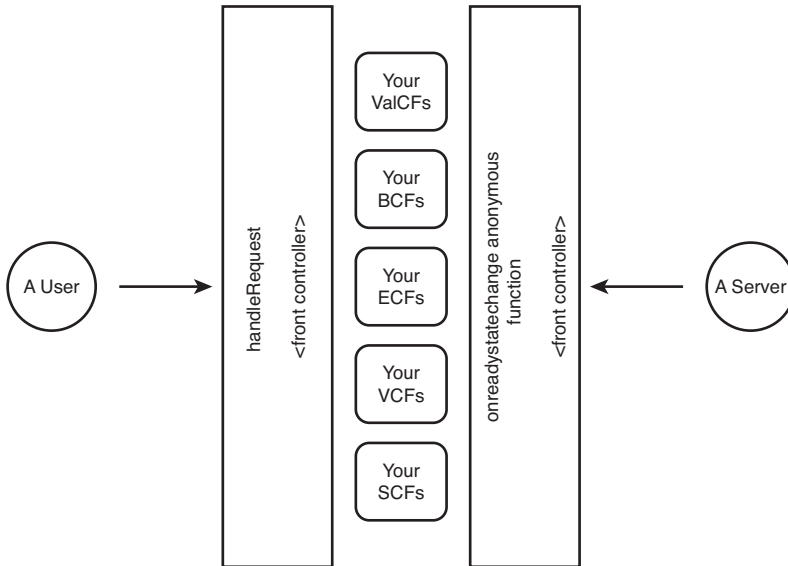 A User
handleRequest
<front controller>
Your
ValCFs
Your
BCFs
Your
ECFs
Your
VCFs
Your
SCFs
onreadystatechange anonymous
function
<front controller>
A Server